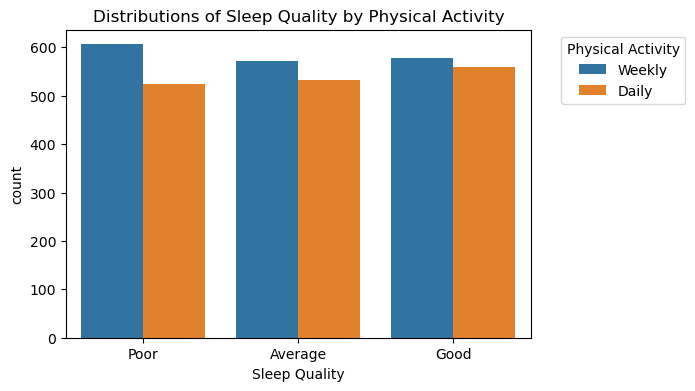 Distributions of Sleep Quality by Physical Activity
600
500
400
300
200
100
0
count
Poor
Average
Good
Sleep Quality
Physical Activity
Weekly
Daily